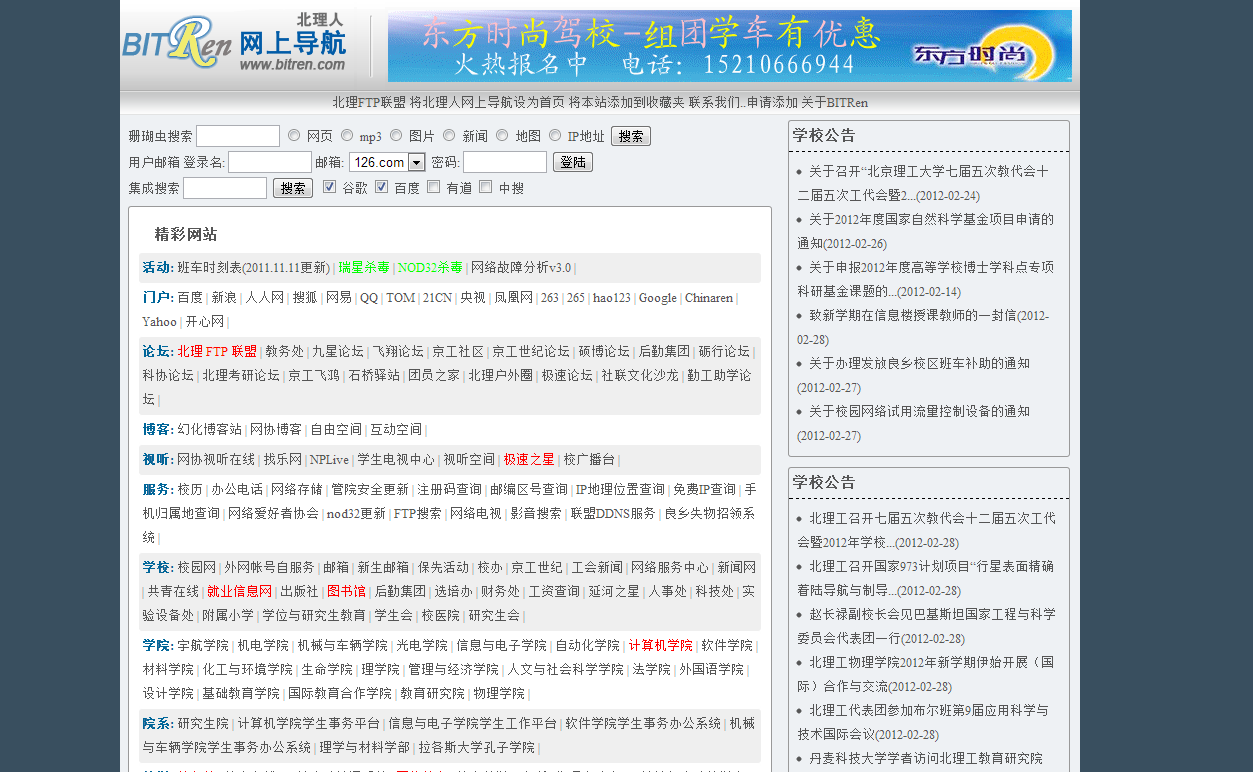 北理人
BITRen 网上导航
www.bitren.com
东方时尚驾校-组团学车有优惠
火热报名中 电话: 15210666944
东方时尚
北理FTP联盟 将北理人网上导航设为首页 将本站添加到收藏夹 联系我们..申请添加 关于BITRen
珊瑚虫搜索 网页 mp3 图片 新闻 地图 IP地址 搜索
用户邮箱 登录名: 邮箱: 126.com 密码: 登陆
集成搜索 搜索 谷歌 百度 有道 中搜
精彩网站
活动: 班车时刻表(2011.11.11更新) | 瑞星杀毒 | NOD32杀毒 | 网络故障分析v3.0 |
门户: 百度 | 新浪 | 人人网 | 搜狐 | 网易 | QQ | TOM | 21CN | 央视 | 凤凰网 | 263 | 265 | hao123 | Google | Chinaren |
Yahoo | 开心网 |
论坛: 北理 FTP 联盟 | 教务处 | 九星论坛 | 飞翔论坛 | 京工社区 | 京工世纪论坛 | 硕博论坛 | 后勤集团 | 砺行论坛 |
科协论坛 | 北理考研论坛 | 京工飞鸿 | 石桥驿站 | 团员之家 | 北理户外圈 | 极速论坛 | 社联文化沙龙 | 勤工助学论
坛 |
博客: 幻化博客站 | 网协博客 | 自由空间 | 互动空间 |
视听: 网协视听在线 | 找乐网 | NPLive | 学生电视中心 | 视听空间 | 极速之星 | 校广播台 |
服务: 校历 | 办公电话 | 网络存储 | 管院安全更新 | 注册码查询 | 邮编区号查询 | IP地理位置查询 | 免费IP查询 | 手
机归属地查询 | 网络爱好者协会 | nod32更新 | FTP搜索 | 网络电视 | 影音搜索 | 联盟DDNS服务 | 良乡失物招领系
统 |
学校: 校园网 | 外网帐号自服务 | 邮箱 | 新生邮箱 | 保先活动 | 校办 | 京工世纪 | 工会新闻 | 网络服务中心 | 新闻网
| 共青在线 | 就业信息网 | 出版社 | 图书馆 | 后勤集团 | 选培办 | 财务处 | 工资查询 | 延河之星 | 人事处 | 科技处 | 实
验设备处 | 附属小学 | 学位与研究生教育 | 学生会 | 校医院 | 研究生会 |
学院: 宇航学院 | 机电学院 | 机械与车辆学院 | 光电学院 | 信息与电子学院 | 自动化学院 | 计算机学院 | 软件学院 |
材料学院 | 化工与环境学院 | 生命学院 | 理学院 | 管理与经济学院 | 人文与社会科学学院 | 法学院 | 外国语学院 |
设计学院 | 基础教育学院 | 国际教育合作学院 | 教育研究院 | 物理学院 |
院系: 研究生院 | 计算机学院学生事务平台 | 信息与电子学院学生工作平台 | 软件学院学生事务办公系统 | 机械
与车辆学院学生事务办公系统 | 理学与材料学部 | 拉各斯大学孔子学院 |
学校公告
关于召开“北京理工大学七届五次教代会十
二届五次工代会暨2...(2012-02-24)
关于2012年度国家自然科学基金项目申请的
通知(2012-02-26)
关于申报2012年度高等学校博士学科点专项
科研基金课题的...(2012-02-14)
致新学期在信息楼授课教师的一封信(2012-
02-28)
关于办理发放良乡校区班车补助的通知
(2012-02-27)
关于校园网络试用流量控制设备的通知
(2012-02-27)
学校公告
北理工召开七届五次教代会十二届五次工代
会暨2012年学校...(2012-02-28)
北理工召开国家973计划项目“行星表面精确
着陆导航与制导...(2012-02-28)
赵长禄副校长会见巴基斯坦国家工程与科学
委员会代表团一行(2012-02-28)
北理工物理学院2012年新学期伊始开展（国
际）合作与交流(2012-02-28)
北理工代表团参加布尔班第9届应用科学与
技术国际会议(2012-02-28)
丹麦科技大学学者访问北理工教育研究院